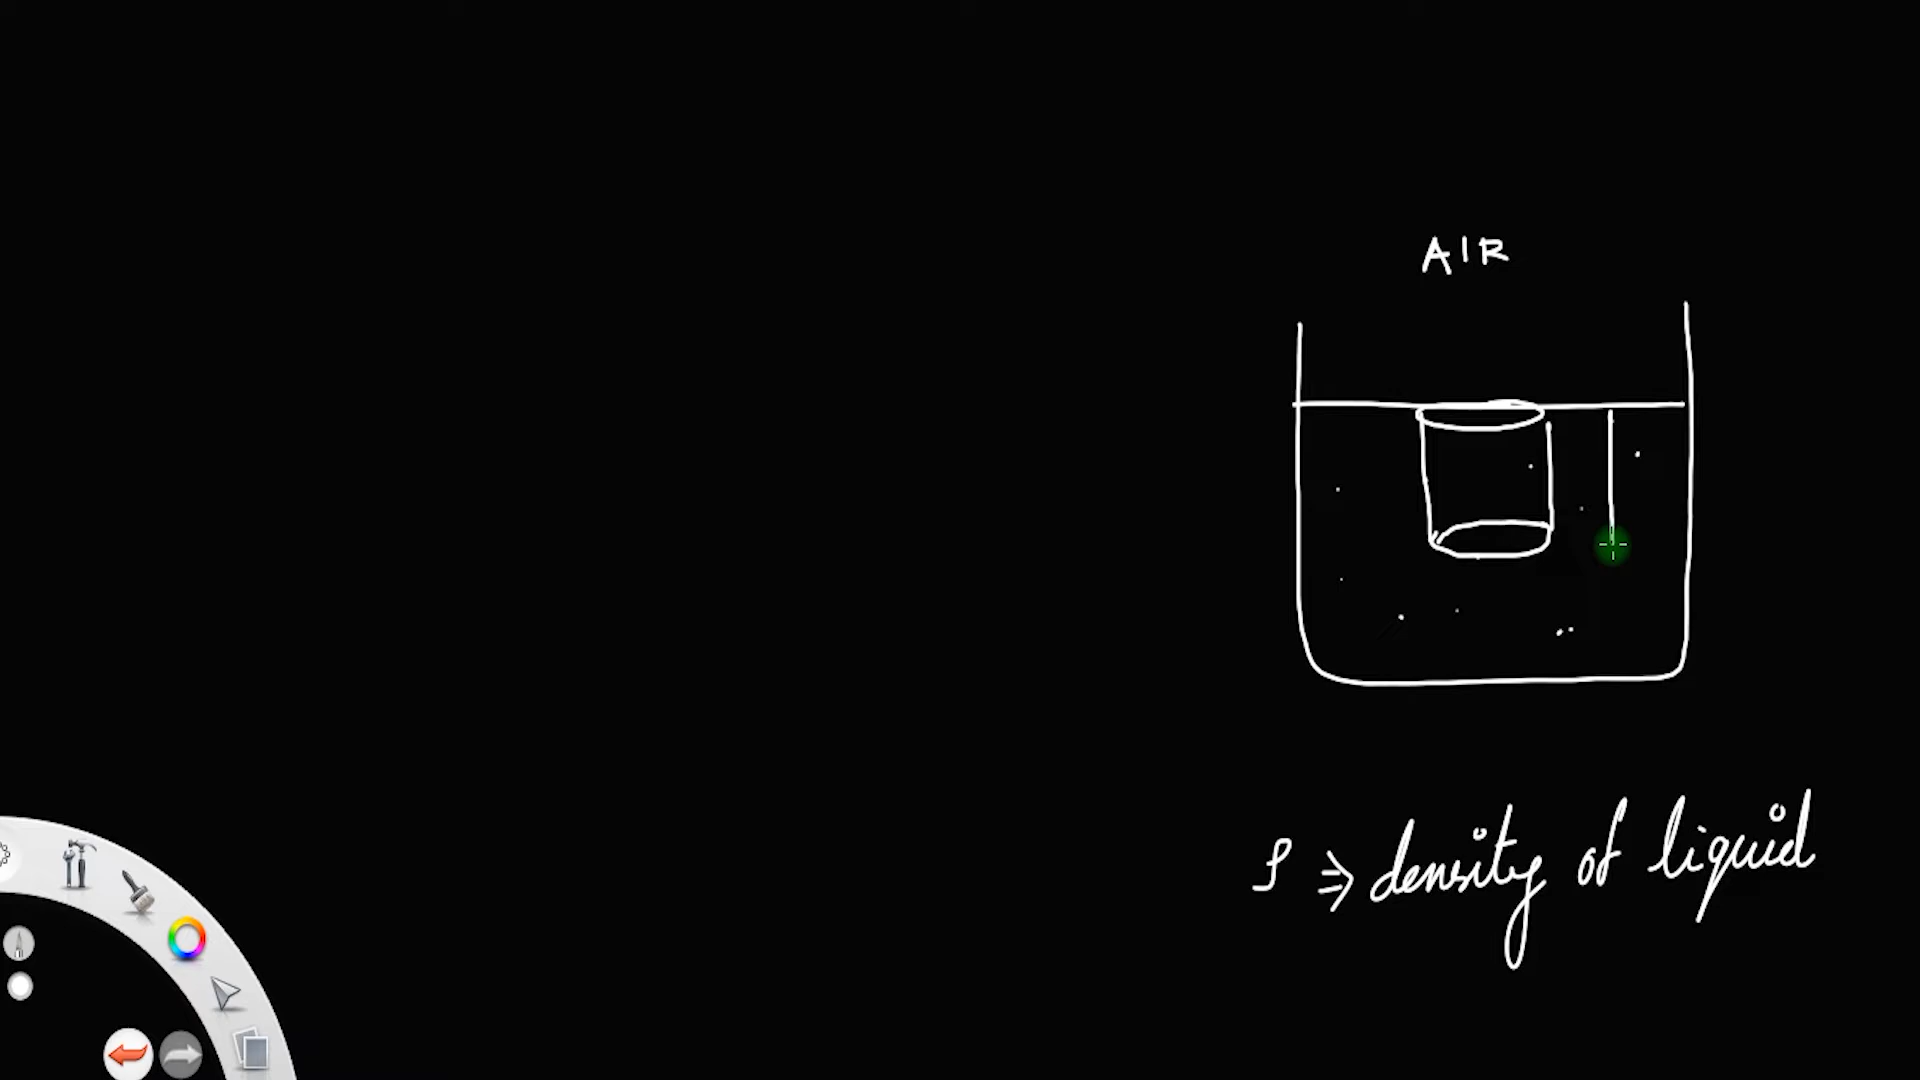 AIR
ρ ⇒ density of liquid